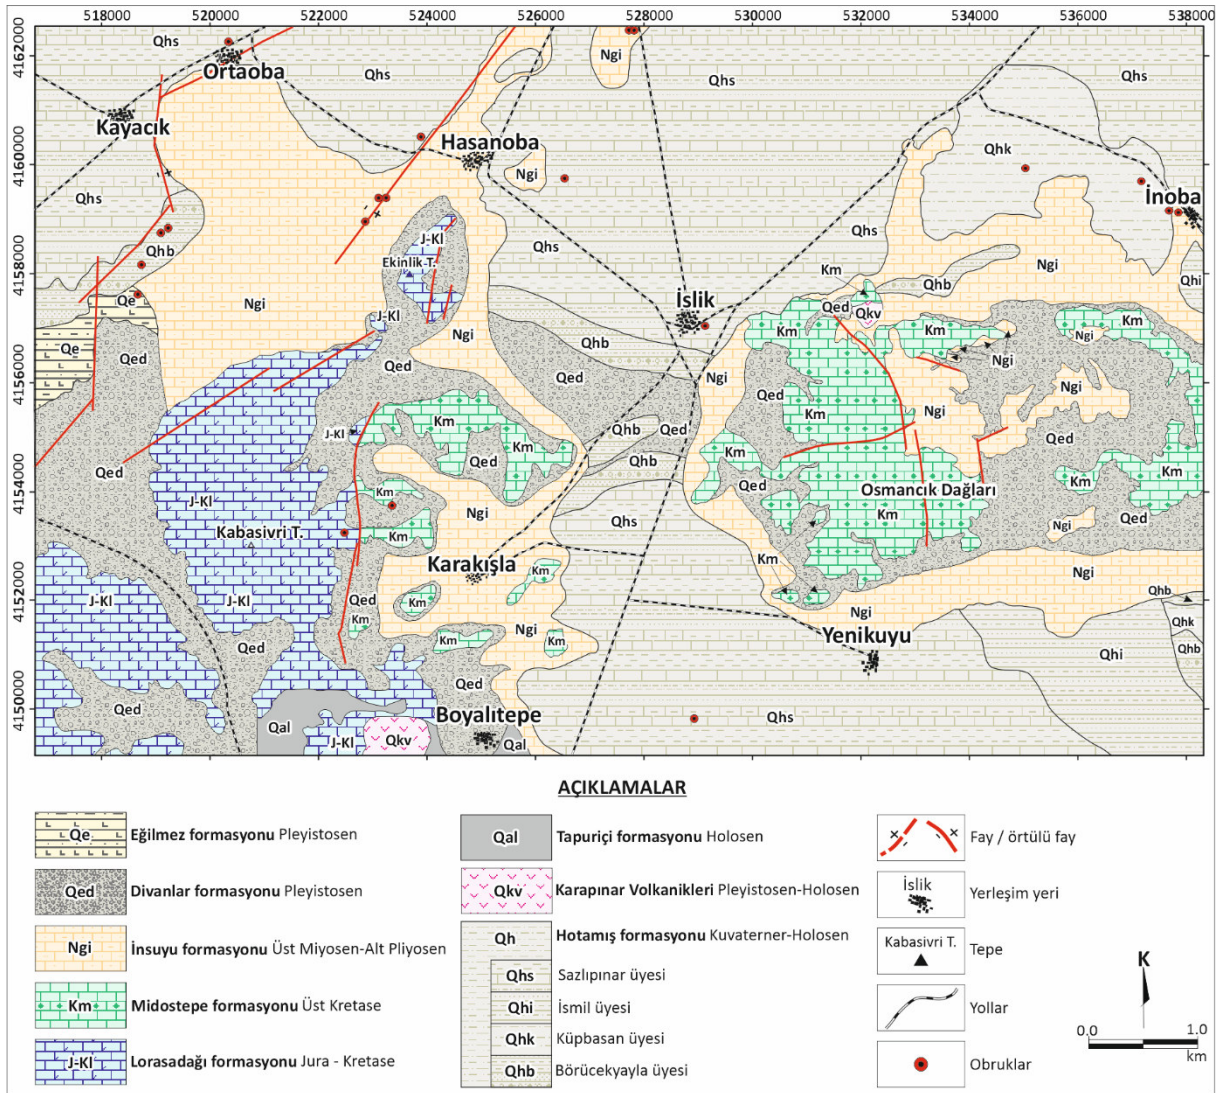 518000 520000 522000 524000 526000 528000 530000 532000 534000 536000 538000
4162000
4160000
4158000
4156000
4154000
4152000
4150000
Qhs
Ortaoba
Kayacık
Qhs
Ngi
Qhs
Qhs
Hasanoba
Ngi
Qhk
İnoba
Qhs
Qhb
J-Kl
Ekinlik T.
Qhs
Qhs
Ngi
Km
Qhb
Qhi
Qe
Ngi
J-Kl
Ngi
İslik
Qed
Qkv
Km
Km
Km
Ngi
Ngi
Qe
Qed
Qed
Qhb
Qed
Ngi
Qed
Ngi
Km
Km
J-Kl
Km
Qhb
Qed
Ngi
Qed
Qed
Km
Qed
Qhb
Km
Qed
Km
Km
J-Kl
Km
Osmancık Dağları
Kabasivri T.
Km
Ngi
Qhs
Km
Ngi
Qed
Karakışla
Km
Km
Ngi
J-Kl
J-Kl
Qed
Km
Km
Ngi
Qhb
Qed
Km
Ngi
Km
Yenikuyu
Qhi
Qhk
Qhb
Qed
Qed
Qal
Boyalıtepe
Qhs
J-Kl
Qkv
Qal
AÇIKLAMALAR
Qe Eğilmez formasyonu Pleyistosen
Qed Divanlar formasyonu Pleyistosen
Ngi İnsuyu formasyonu Üst Miyosen-Alt Pliyosen
Km Midostepe formasyonu Üst Kretase
J-Kl Lorasadağı formasyonu Jura - Kretase
Qal Tapuriçi formasyonu Holosen
Qkv Karapınar Volkanikleri Pleyistosen-Holosen
Qh Hotamış formasyonu Kuvaterner-Holosen
Qhs Sazlıpınar üyesi
Qhi İsmil üyesi
Qhk Küpbasan üyesi
Qhb Börücekyayla üyesi
Fay / örtülü fay
İslik Yerleşim yeri
Kabasivri T. Tepe
Yollar
Obruklar
K
0.0 1.0
km